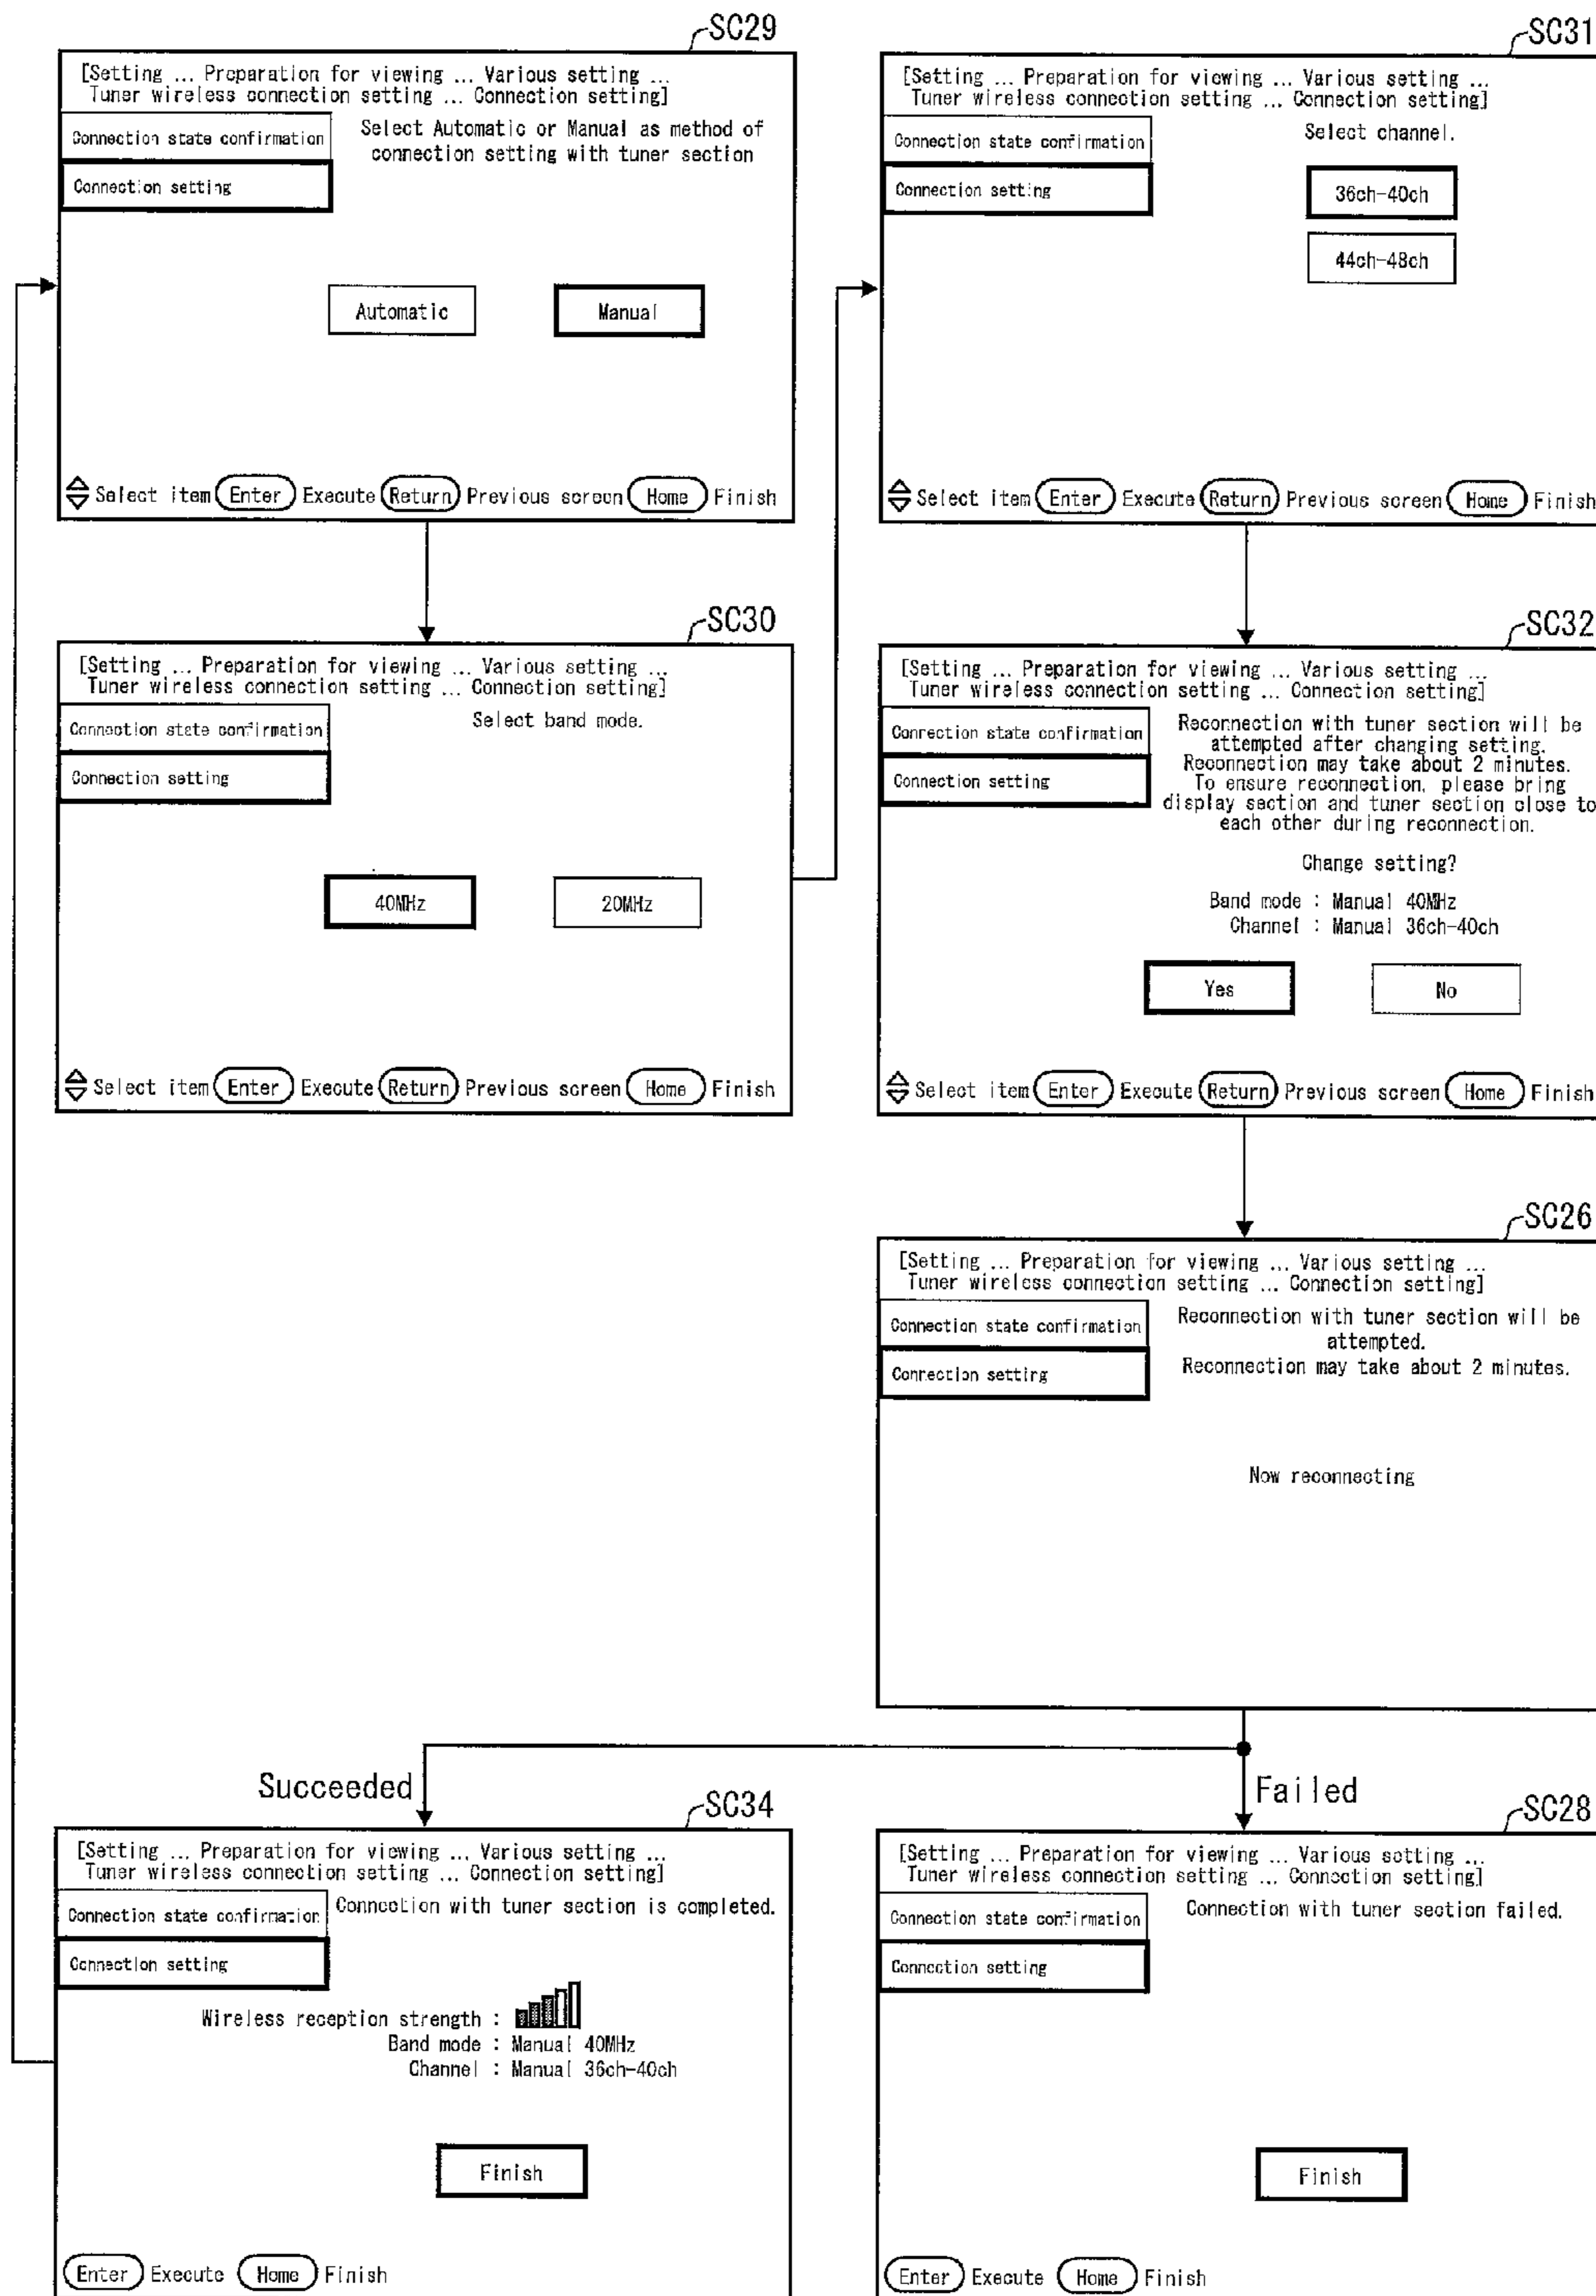 SC29
[Setting ... Preparation for viewing ... Various setting ...
Tuner wireless connection setting ... Connection setting]
Connection state confirmation
Connection setting
Select Automatic or Manual as method of
connection setting with tuner section
Automatic
Manual
Select item Enter Execute Return Previous screen Home Finish
SC30
[Setting ... Preparation for viewing ... Various setting ...
Tuner wireless connection setting ... Connection setting]
Connection state confirmation
Connection setting
Select band mode.
40MHz
20MHz
Select item Enter Execute Return Previous screen Home Finish
SC31
[Setting ... Preparation for viewing ... Various setting ...
Tuner wireless connection setting ... Connection setting]
Connection state confirmation
Connection setting
Select channel.
36ch-40ch
44ch-48ch
Select item Enter Execute Return Previous screen Home Finish
SC32
[Setting ... Preparation for viewing ... Various setting ...
Tuner wireless connection setting ... Connection setting]
Connection state confirmation
Connection setting
Reconnection with tuner section will be
attempted after changing setting.
Reconnection may take about 2 minutes.
To ensure reconnection, please bring
display section and tuner section close to
each other during reconnection.
Change setting?
Band mode : Manual 40MHz
Channel : Manual 36ch-40ch
Yes
No
Select item Enter Execute Return Previous screen Home Finish
SC26
[Setting ... Preparation for viewing ... Various setting ...
Tuner wireless connection setting ... Connection setting]
Connection state confirmation
Connection setting
Reconnection with tuner section will be
attempted.
Reconnection may take about 2 minutes.
Now reconnecting
Succeeded
Failed
SC34
[Setting ... Preparation for viewing ... Various setting ...
Tuner wireless connection setting ... Connection setting]
Connection state confirmation
Connection setting
Connection with tuner section is completed.
Wireless reception strength :
Band mode : Manual 40MHz
Channel : Manual 36ch-40ch
Finish
Enter Execute Home Finish
SC28
[Setting ... Preparation for viewing ... Various setting ...
Tuner wireless connection setting ... Connection setting]
Connection state confirmation
Connection setting
Connection with tuner section failed.
Finish
Enter Execute Home Finish